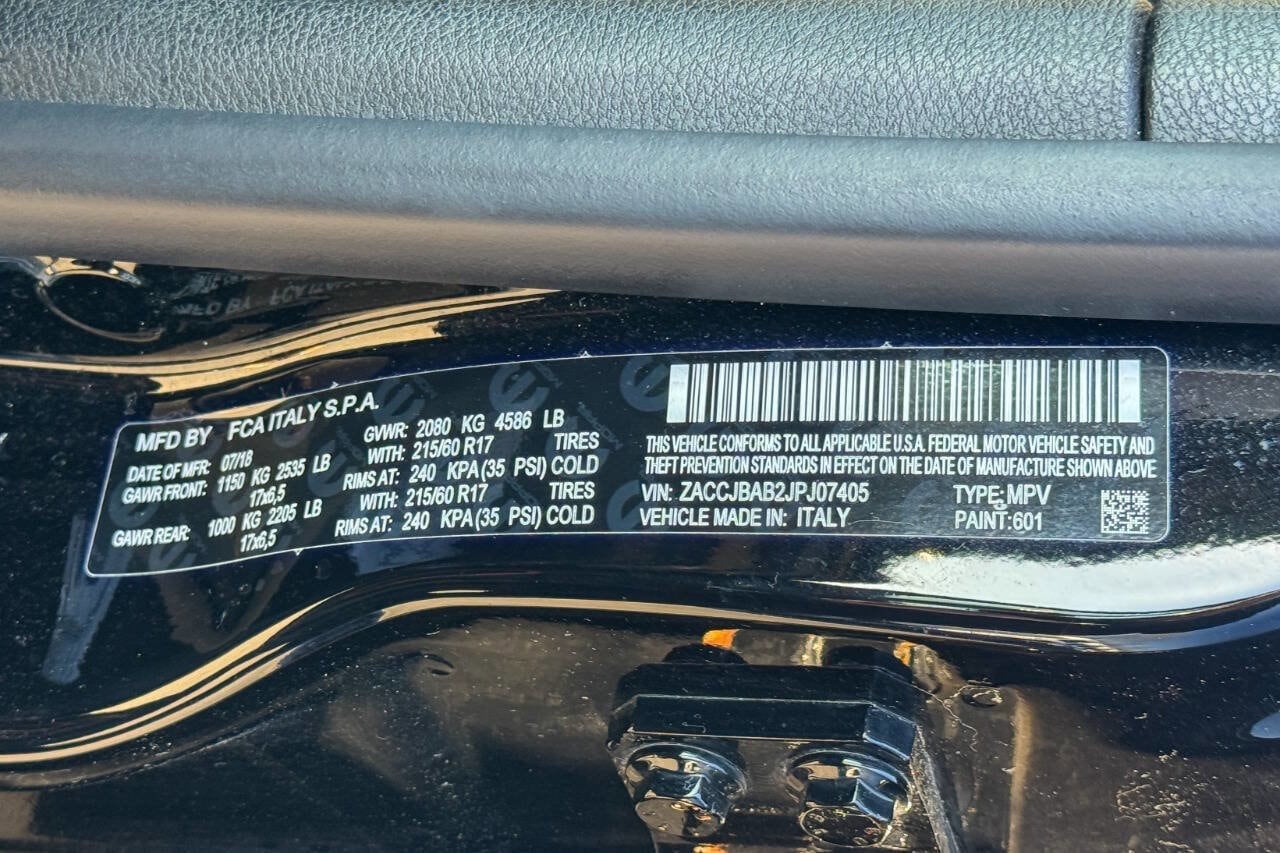 MFD BY FCA ITALY S.P.A.
DATE OF MFR: 07/18 GVWR: 2080 KG 4586 LB
GAWR FRONT: 1150 KG 2535 LB WITH: 215/60 R17 TIRES
17x6,5 RIMS AT: 240 KPA(35 PSI) COLD
GAWR REAR: 1000 KG 2205 LB WITH: 215/60 R17 TIRES
17x6,5 RIMS AT: 240 KPA(35 PSI) COLD
THIS VEHICLE CONFORMS TO ALL APPLICABLE U.S.A. FEDERAL MOTOR VEHICLE SAFETY AND
THEFT PREVENTION STANDARDS IN EFFECT ON THE DATE OF MANUFACTURE SHOWN ABOVE
VIN: ZACCJBAB2JPJ07405 TYPE: MPV
VEHICLE MADE IN: ITALY PAINT:601